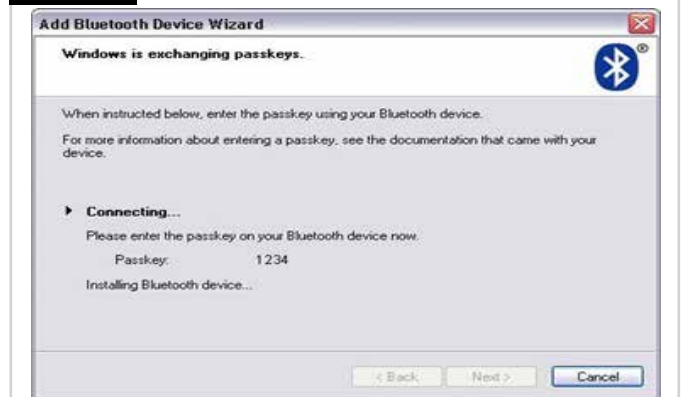 Add Bluetooth Device Wizard
Windows is exchanging passkeys.
®
When instructed below, enter the passkey using your Bluetooth device.
For more information about entering a passkey, see the documentation that came with your
device.
Connecting...
Please enter the passkey on your Bluetooth device now.
Passkey: 1234
Installing Bluetooth device...
< Back Next > Cancel